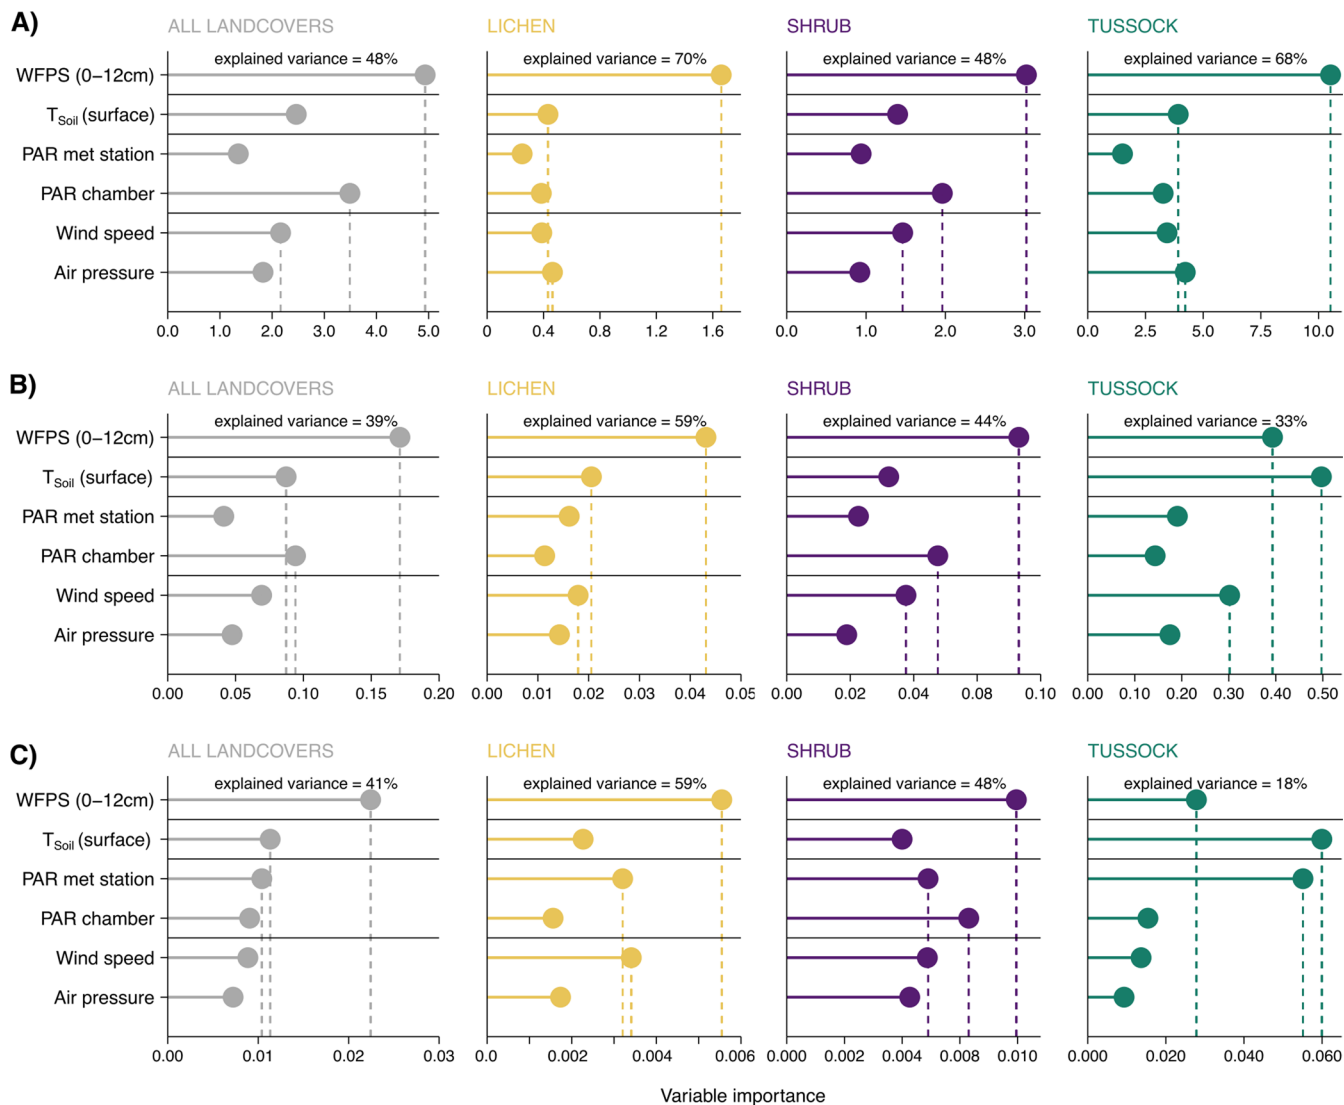 A)
ALL LANDCOVERS LICHEN SHRUB TUSSOCK
explained variance = 48% explained variance = 70% explained variance = 48% explained variance = 68%
WFPS (0−12cm)
TSoil (surface)
PAR met station
PAR chamber
Wind speed
Air pressure
0.0 1.0 2.0 3.0 4.0 5.0 0 0.4 0.8 1.2 1.6 0.0 1.0 2.0 3.0 0.0 2.5 5.0 7.5 10.0
B)
ALL LANDCOVERS LICHEN SHRUB TUSSOCK
explained variance = 39% explained variance = 59% explained variance = 44% explained variance = 33%
WFPS (0−12cm)
TSoil (surface)
PAR met station
PAR chamber
Wind speed
Air pressure
0.00 0.05 0.10 0.15 0.20 0.00 0.01 0.02 0.03 0.04 0.05 0.00 0.02 0.04 0.08 0.10 0.00 0.10 0.20 0.30 0.40 0.50
C)
ALL LANDCOVERS LICHEN SHRUB TUSSOCK
explained variance = 41% explained variance = 59% explained variance = 48% explained variance = 18%
WFPS (0−12cm)
TSoil (surface)
PAR met station
PAR chamber
Wind speed
Air pressure
0.00 0.01 0.02 0.03 0.0 0.002 0.004 0.006 0.000 0.002 0.004 0.008 0.010 0.000 0.020 0.040 0.060
Variable importance